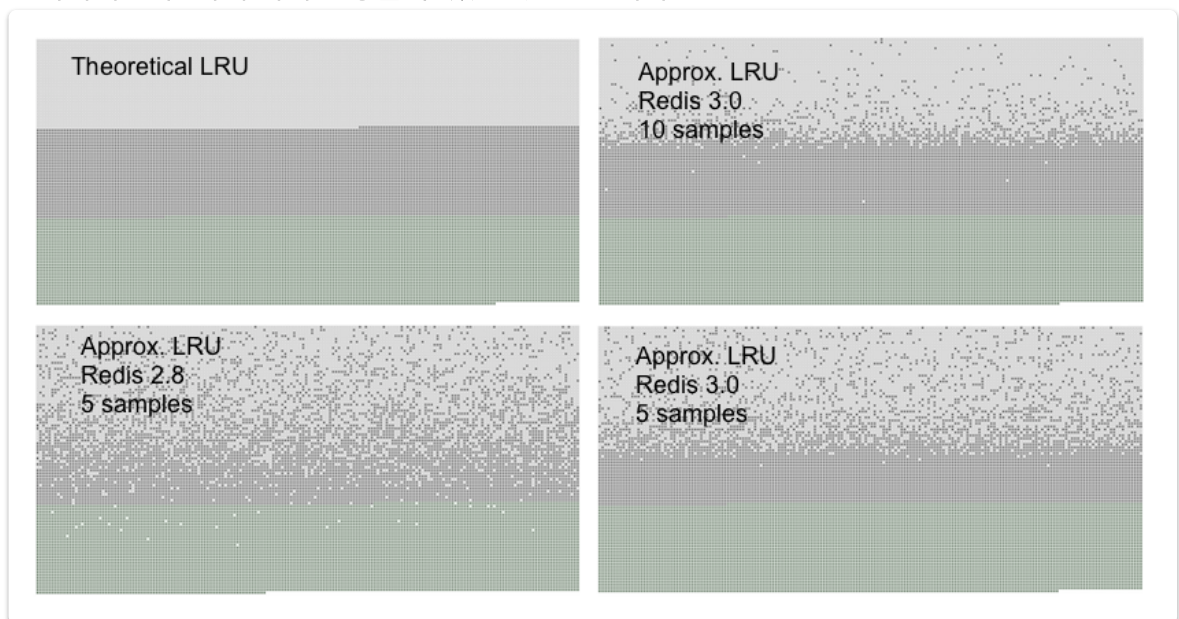 Theoretical LRU
Approx. LRU
Redis 3.0
10 samples
Approx. LRU
Redis 2.8
5 samples
Approx. LRU
Redis 3.0
5 samples